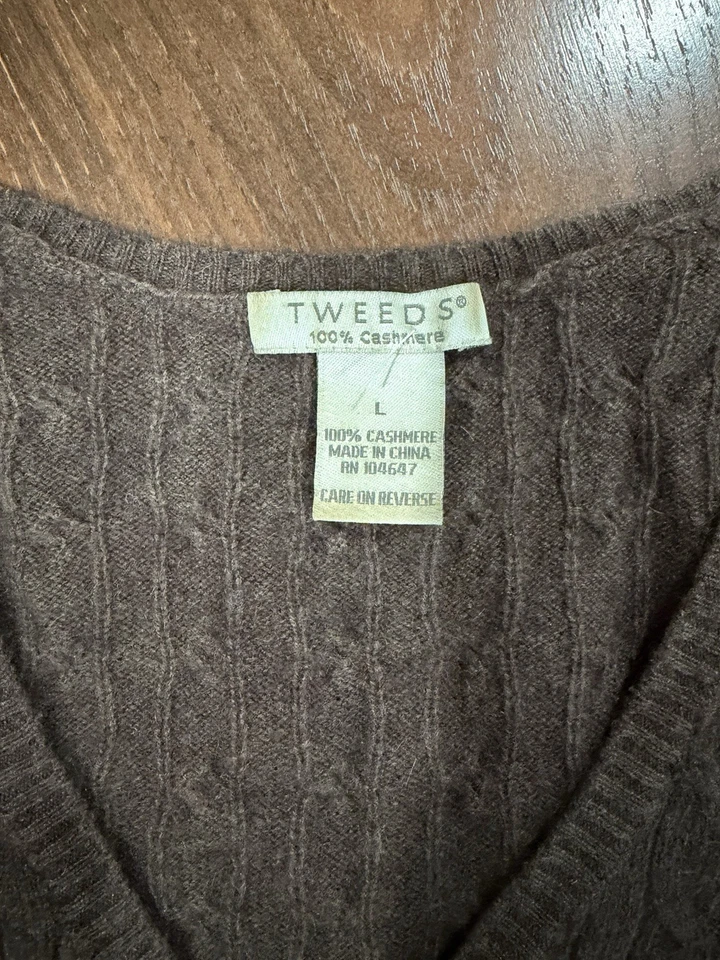 TWEEDS®
100% Cashmere
L
100% CASHMERE
MADE IN CHINA
RN 104647
CARE ON REVERSE